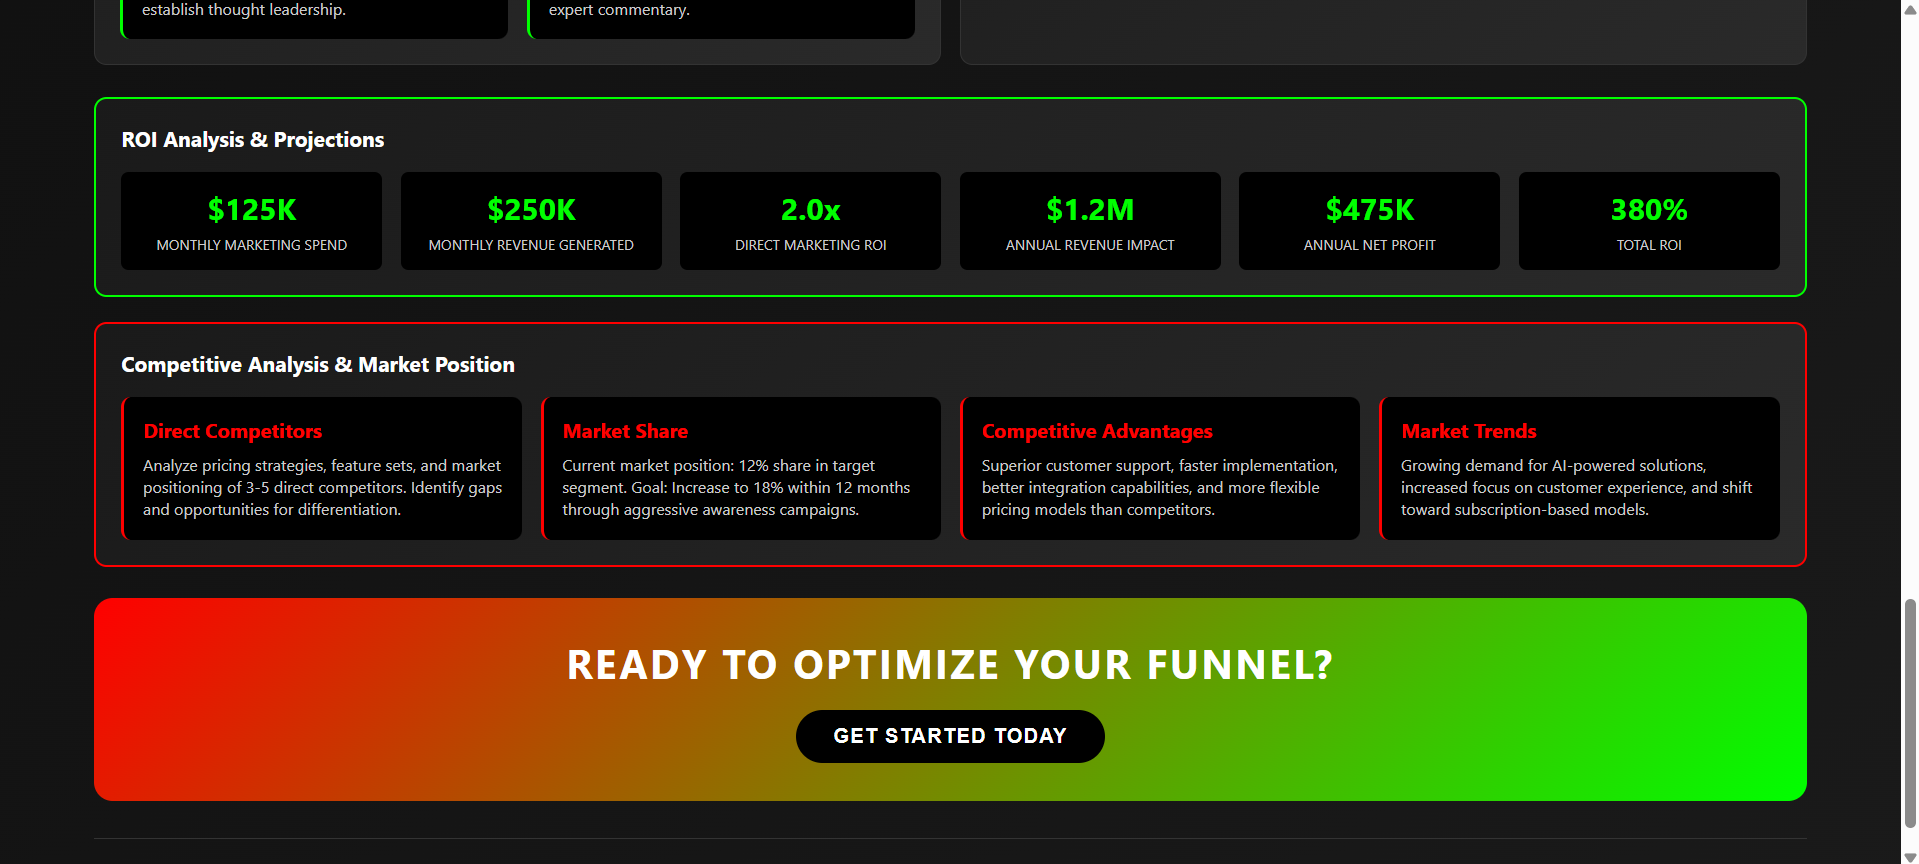 establish thought leadership.
expert commentary.
ROI Analysis & Projections
$125K
MONTHLY MARKETING SPEND
$250K
MONTHLY REVENUE GENERATED
2.0x
DIRECT MARKETING ROI
$1.2M
ANNUAL REVENUE IMPACT
$475K
ANNUAL NET PROFIT
380%
TOTAL ROI
Competitive Analysis & Market Position
Direct Competitors
Analyze pricing strategies, feature sets, and market
positioning of 3-5 direct competitors. Identify gaps
and opportunities for differentiation.
Market Share
Current market position: 12% share in target
segment. Goal: Increase to 18% within 12 months
through aggressive awareness campaigns.
Competitive Advantages
Superior customer support, faster implementation,
better integration capabilities, and more flexible
pricing models than competitors.
Market Trends
Growing demand for AI-powered solutions,
increased focus on customer experience, and shift
toward subscription-based models.
READY TO OPTIMIZE YOUR FUNNEL?
GET STARTED TODAY